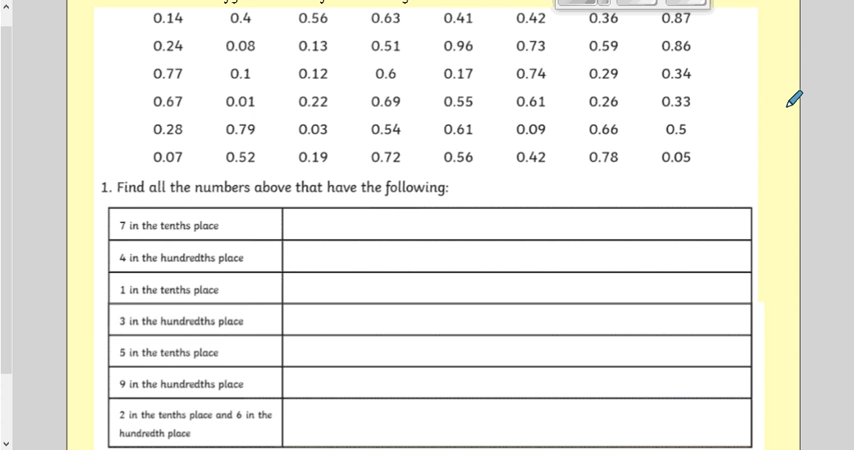 0.14 0.4 0.56 0.63 0.41 0.42 0.36 0.87
0.24 0.08 0.13 0.51 0.96 0.73 0.59 0.86
0.77 0.1 0.12 0.6 0.17 0.74 0.29 0.34
0.67 0.01 0.22 0.69 0.55 0.61 0.26 0.33
0.28 0.79 0.03 0.54 0.61 0.09 0.66 0.5
0.07 0.52 0.19 0.72 0.56 0.42 0.78 0.05
1. Find all the numbers above that have the following:
7 in the tenths place
4 in the hundredths place
1 in the tenths place
3 in the hundredths place
5 in the tenths place
9 in the hundredths place
2 in the tenths place and 6 in the
hundredth place